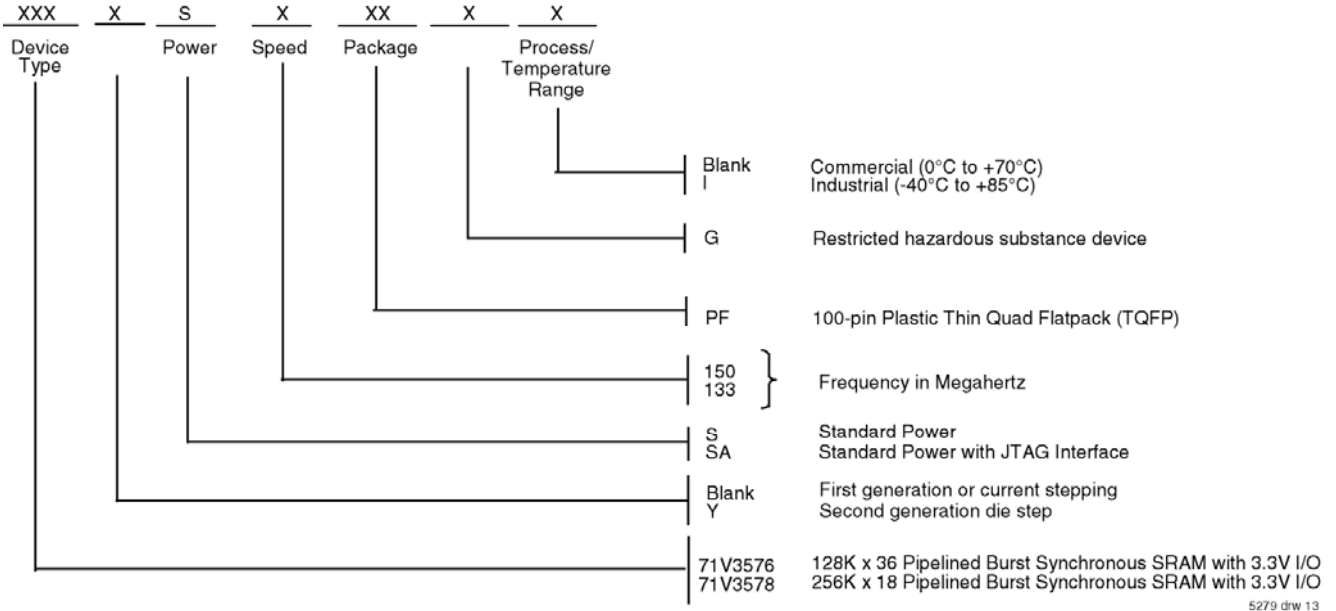 XXX X S X XX X X
Device Type Power Speed Package Process/ Temperature Range
Blank Commercial (0°C to +70°C)
I Industrial (-40°C to +85°C)
G Restricted hazardous substance device
PF 100-pin Plastic Thin Quad Flatpack (TQFP)
150
133 } Frequency in Megahertz
S Standard Power
SA Standard Power with JTAG Interface
Blank First generation or current stepping
Y Second generation die step
71V3576 128K x 36 Pipelined Burst Synchronous SRAM with 3.3V I/O
71V3578 256K x 18 Pipelined Burst Synchronous SRAM with 3.3V I/O
5279 drw 13